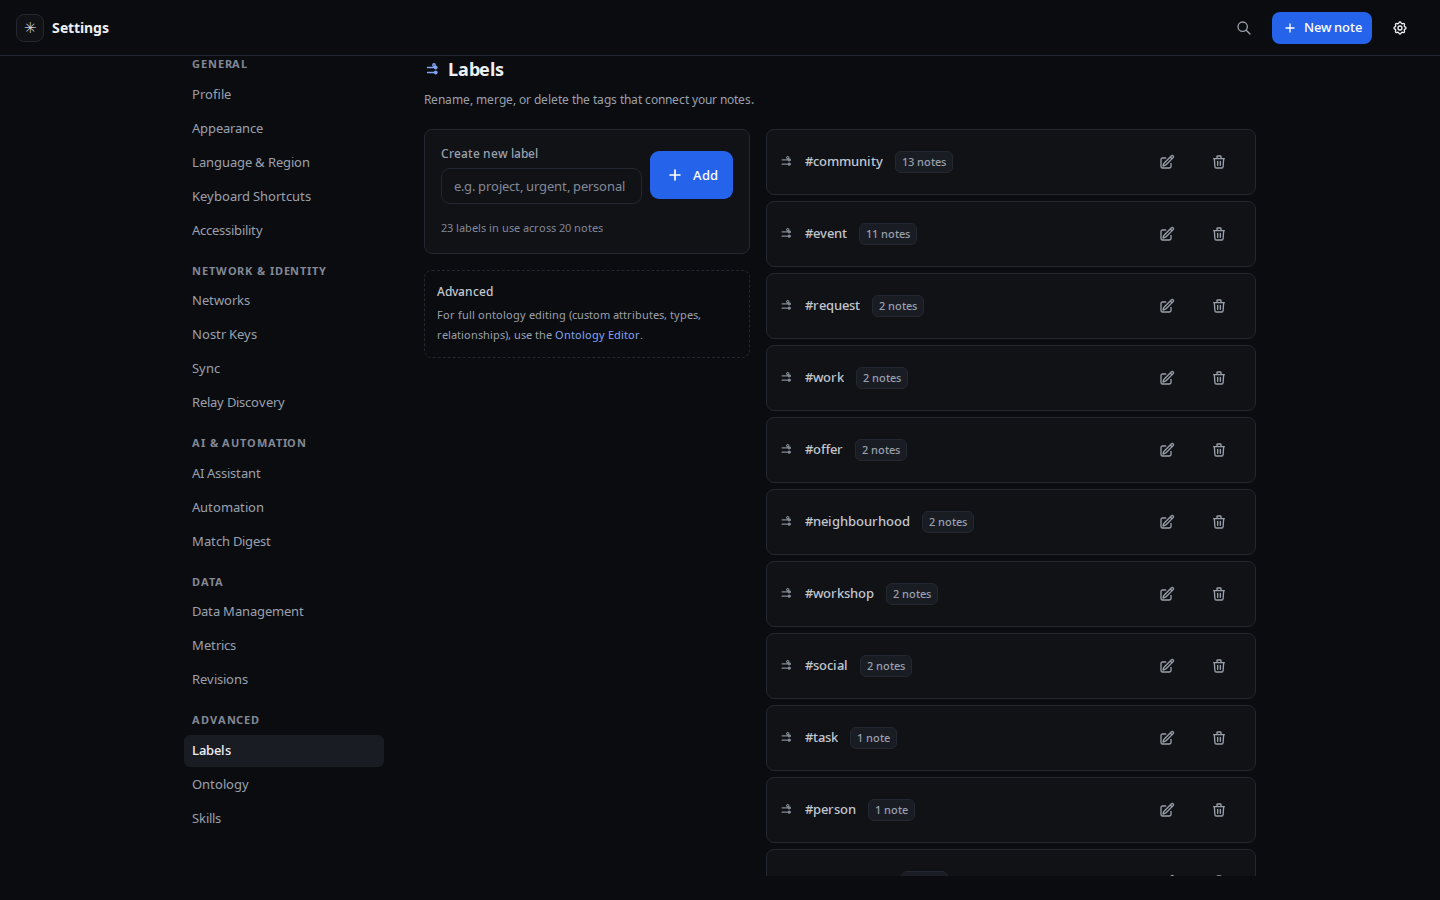 Settings
New note
GENERAL
Profile
Appearance
Language & Region
Keyboard Shortcuts
Accessibility
NETWORK & IDENTITY
Networks
Nostr Keys
Sync
Relay Discovery
AI & AUTOMATION
AI Assistant
Automation
Match Digest
DATA
Data Management
Metrics
Revisions
ADVANCED
Labels
Ontology
Skills
Labels
Rename, merge, or delete the tags that connect your notes.
Create new label
e.g. project, urgent, personal
Add
23 labels in use across 20 notes
Advanced
For full ontology editing (custom attributes, types,
relationships), use the Ontology Editor.
#community 13 notes
#event 11 notes
#request 2 notes
#work 2 notes
#offer 2 notes
#neighbourhood 2 notes
#workshop 2 notes
#social 2 notes
#task 1 note
#person 1 note